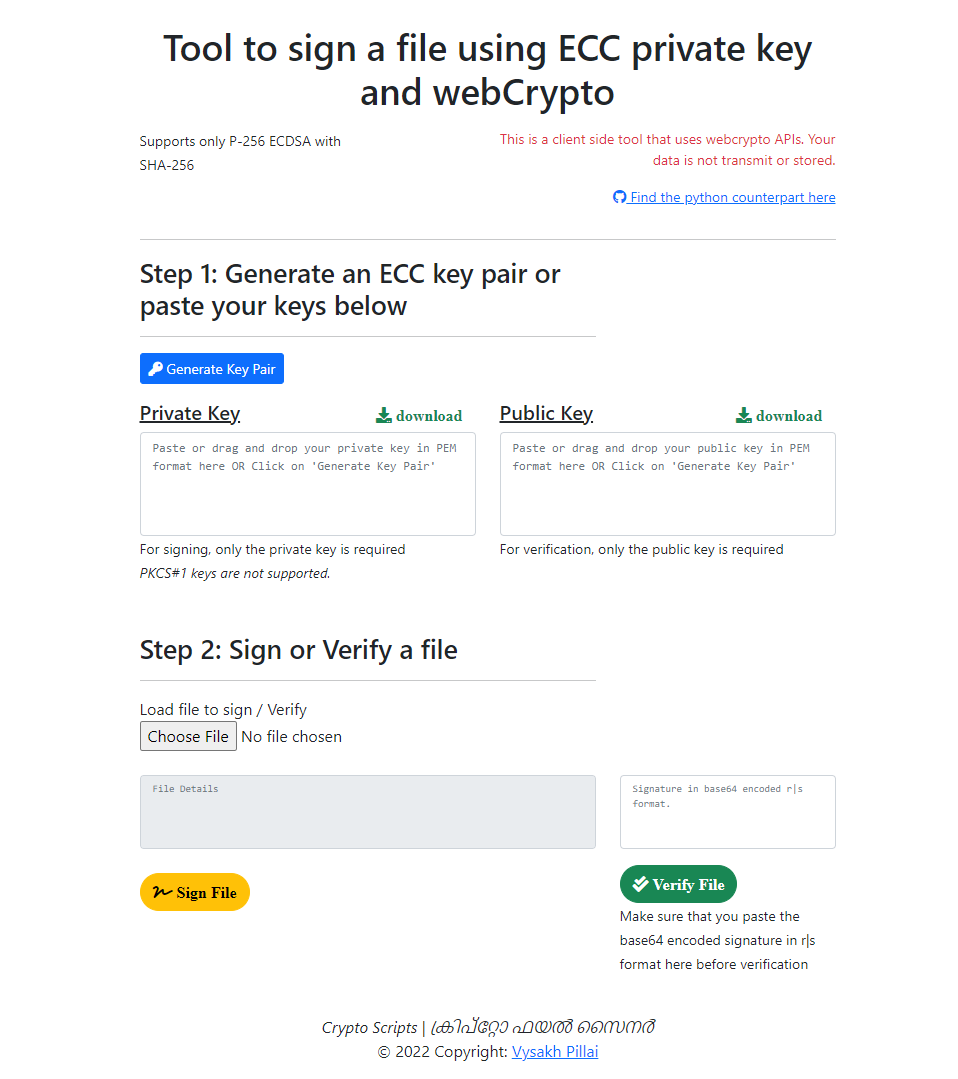 Tool to sign a file using ECC private key
and webCrypto
Supports only P-256 ECDSA with
SHA-256
This is a client side tool that uses webcrypto APIs. Your
data is not transmit or stored.
Find the python counterpart here
Step 1: Generate an ECC key pair or
paste your keys below
Generate Key Pair
Private Key
download
Public Key
download
Paste or drag and drop your private key in PEM
format here OR Click on 'Generate Key Pair'
Paste or drag and drop your public key in PEM
format here OR Click on 'Generate Key Pair'
For signing, only the private key is required
PKCS#1 keys are not supported.
For verification, only the public key is required
Step 2: Sign or Verify a file
Load file to sign / Verify
Choose File No file chosen
File Details
Signature in base64 encoded r|s
format.
Sign File
Verify File
Make sure that you paste the
base64 encoded signature in r|s
format here before verification
Crypto Scripts | ക്രിപ്റ്റോ ഫയൽ സൈനർ
© 2022 Copyright: Vysakh Pillai